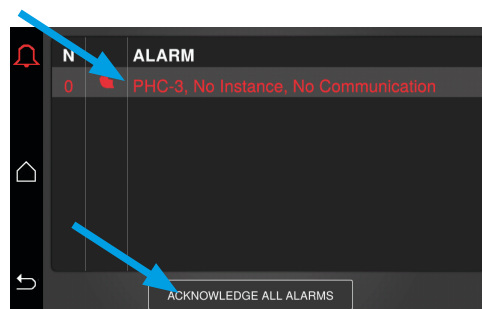 N ALARM
0 PHC-3, No Instance, No Communication
ACKNOWLEDGE ALL ALARMS